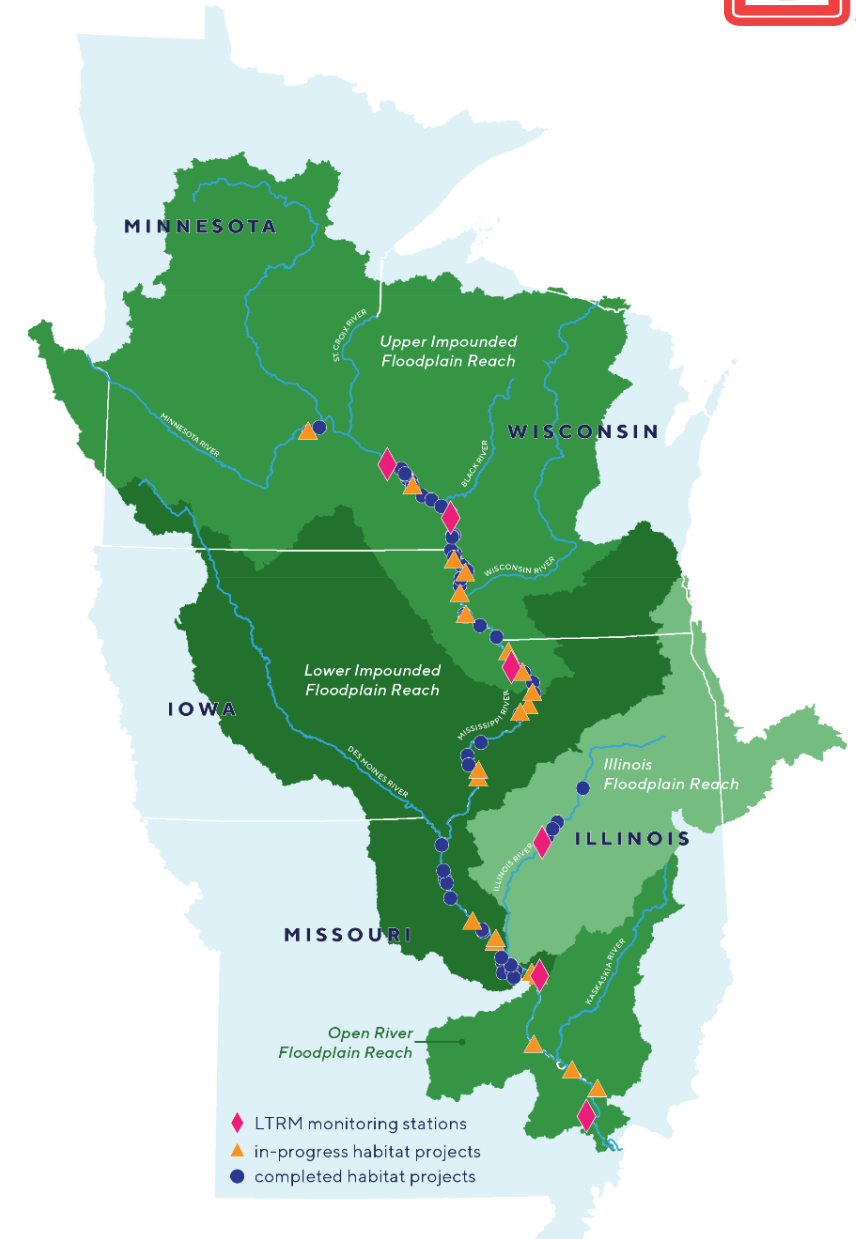 MINNESOTA
ST. CROIX RIVER
Upper Impounded
Floodplain Reach
MINNESOTA RIVER
BLACK RIVER
WISCONSIN
WISCONSIN RIVER
Lower Impounded
Floodplain Reach
IOWA
MISSISSIPPI RIVER
DES MOINES RIVER
Illinois
Floodplain Reach
ILLINOIS
ILLINOIS RIVER
MISSOURI
KASKASKIA RIVER
Open River
Floodplain Reach
LTRM monitoring stations
in-progress habitat projects
completed habitat projects